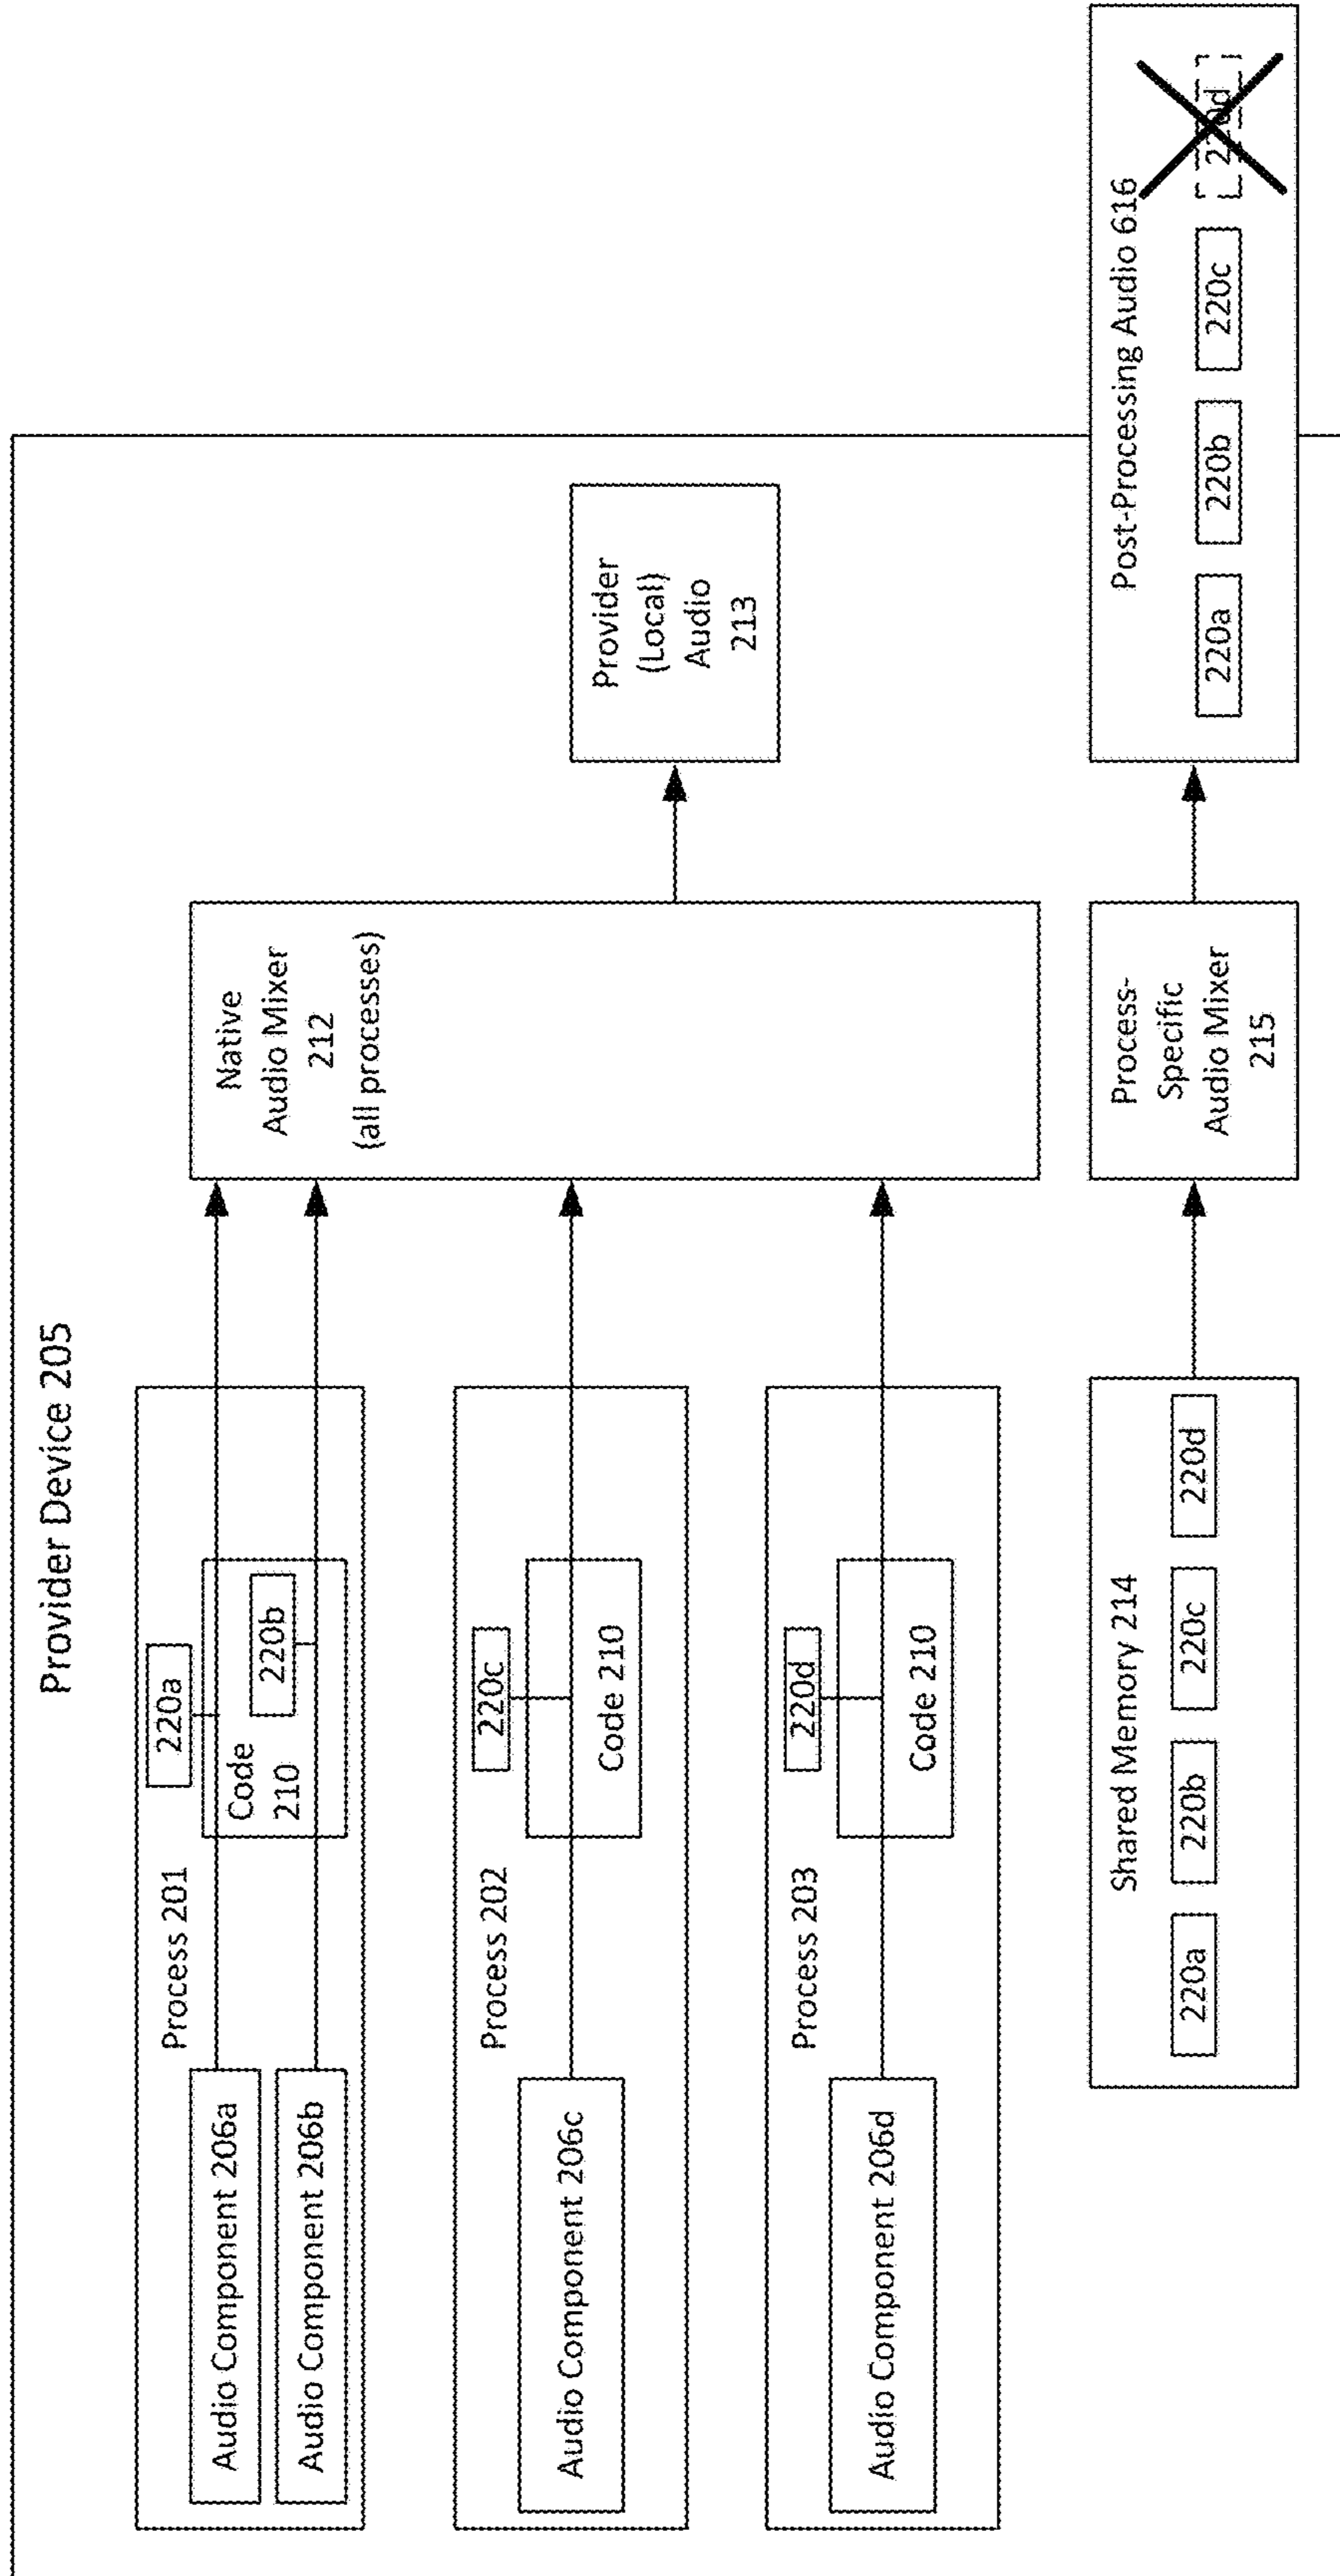 Provider Device 205
Process 201
220a
Audio Component 206a
Audio Component 206b
Code
210
220b
Process 202
220c
Audio Component 206c
Code 210
Process 203
220d
Audio Component 206d
Code 210
Native
Audio Mixer
212
(all processes)
Provider
(Local)
Audio
213
Shared Memory 214
220a
220b
220c
220d
Process-
Specific
Audio Mixer
215
Post-Processing Audio 616
220a
220b
220c
220d